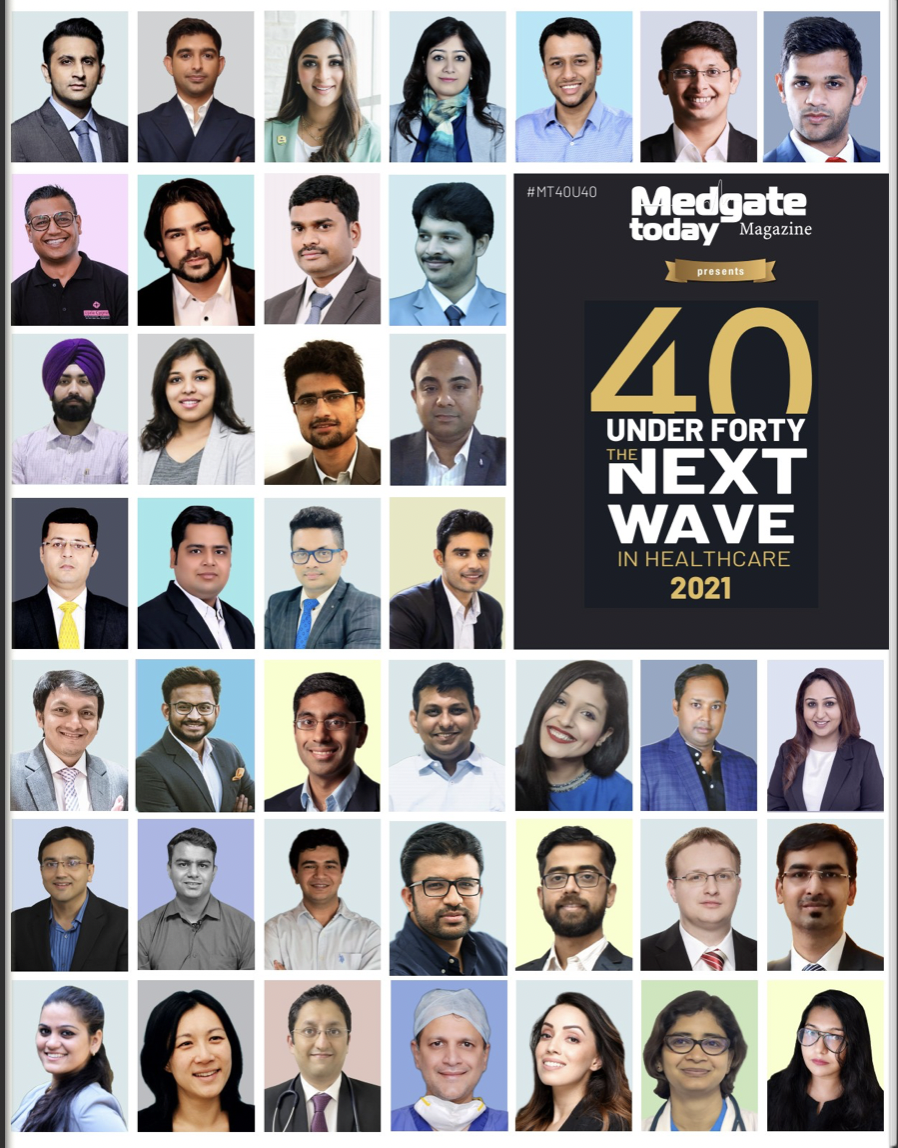 #MT40U40
Medgate
today Magazine
presents
40
UNDER FORTY
THE
NEXT
WAVE
IN HEALTHCARE
2021